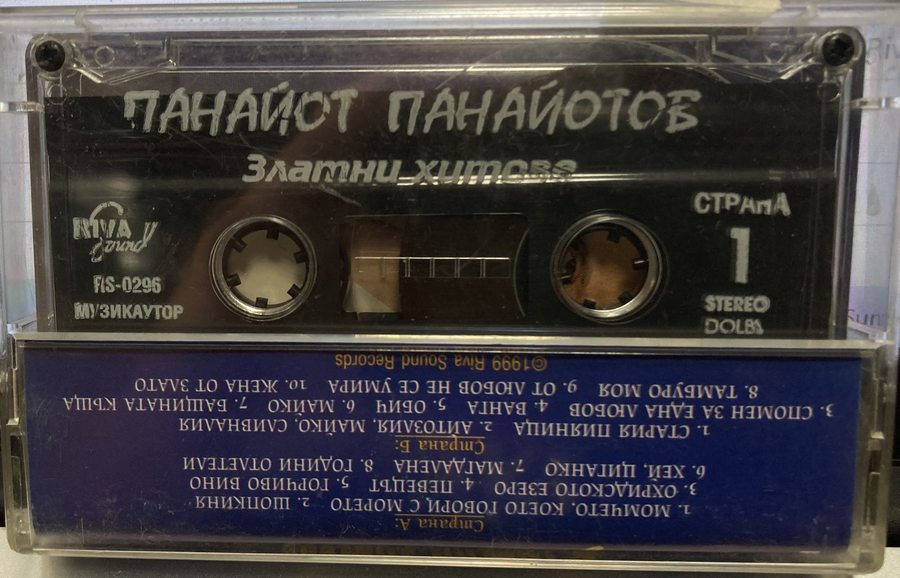 ПАНАЙОТ ПАНАЙОТОВ
Златни хитове
RIVA Sound
СТРАНА
1
RS-0296
МУЗИКАУТОР
STEREO
DOLBY
Страна А:
1. МОМЧЕТО, КОЕТО ГОВОРИ С МОРЕТО 2. ШОПКИНЯ
3. ОХРИДСКОТО ЕЗЕРО 4. ПЕВЕЦЪТ 5. ГОРЧИВО ВИНО
6. ХЕЙ, ЦИГАНКО 7. МАГДАЛЕНА 8. ГОДИНИ ОТЛЕТЕЛИ
Страна Б:
1. СТАРИЯ ПИЯНИЦА 2. АЙТОЗЛИЯ, МАЙКО, СЛИВНАЛИЯ
3. СПОМЕН ЗА ЕДНА ЛЮБОВ 4. ВАНГА 5. ОБИЧ 6. МАЙКО 7. БАЩИНАТА КЪЩА
8. ТАМБУРО МОЯ 9. ОТ ЛЮБОВ НЕ СЕ УМИРА 10. ЖЕНА ОТ ЗЛАТО
©1999 Riva Sound Records